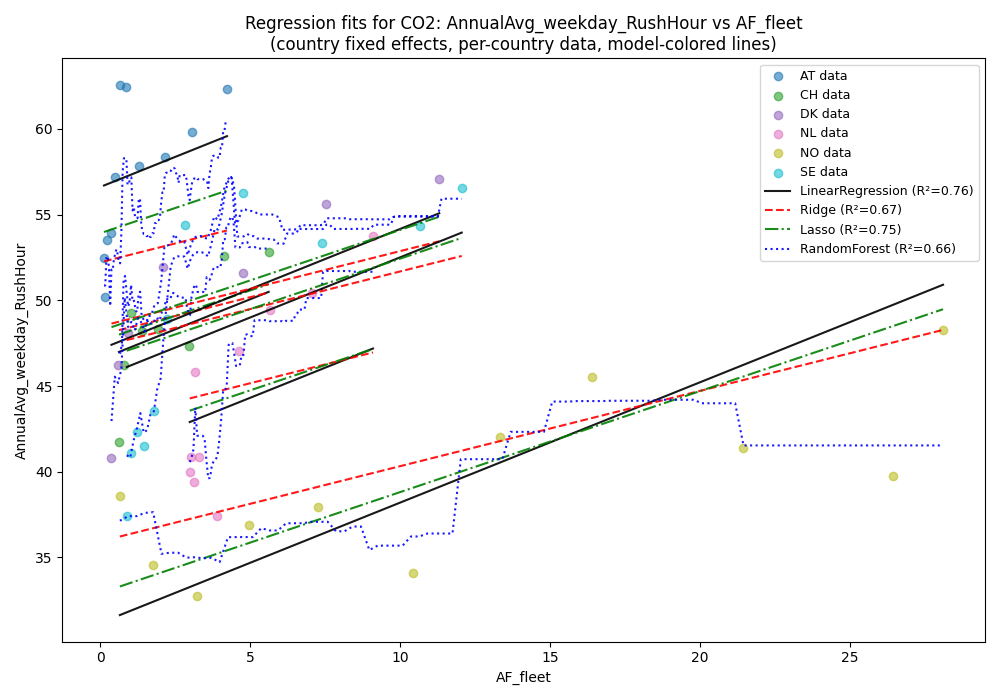 Regression fits for CO2: AnnualAvg_weekday_RushHour vs AF_fleet
(country fixed effects, per-country data, model-colored lines)
AT data
CH data
DK data
NL data
NO data
SE data
LinearRegression (R²=0.76)
Ridge (R²=0.67)
Lasso (R²=0.75)
RandomForest (R²=0.66)
AnnualAvg_weekday_RushHour
60
55
50
45
40
35
0
5
10
15
20
25
AF_fleet